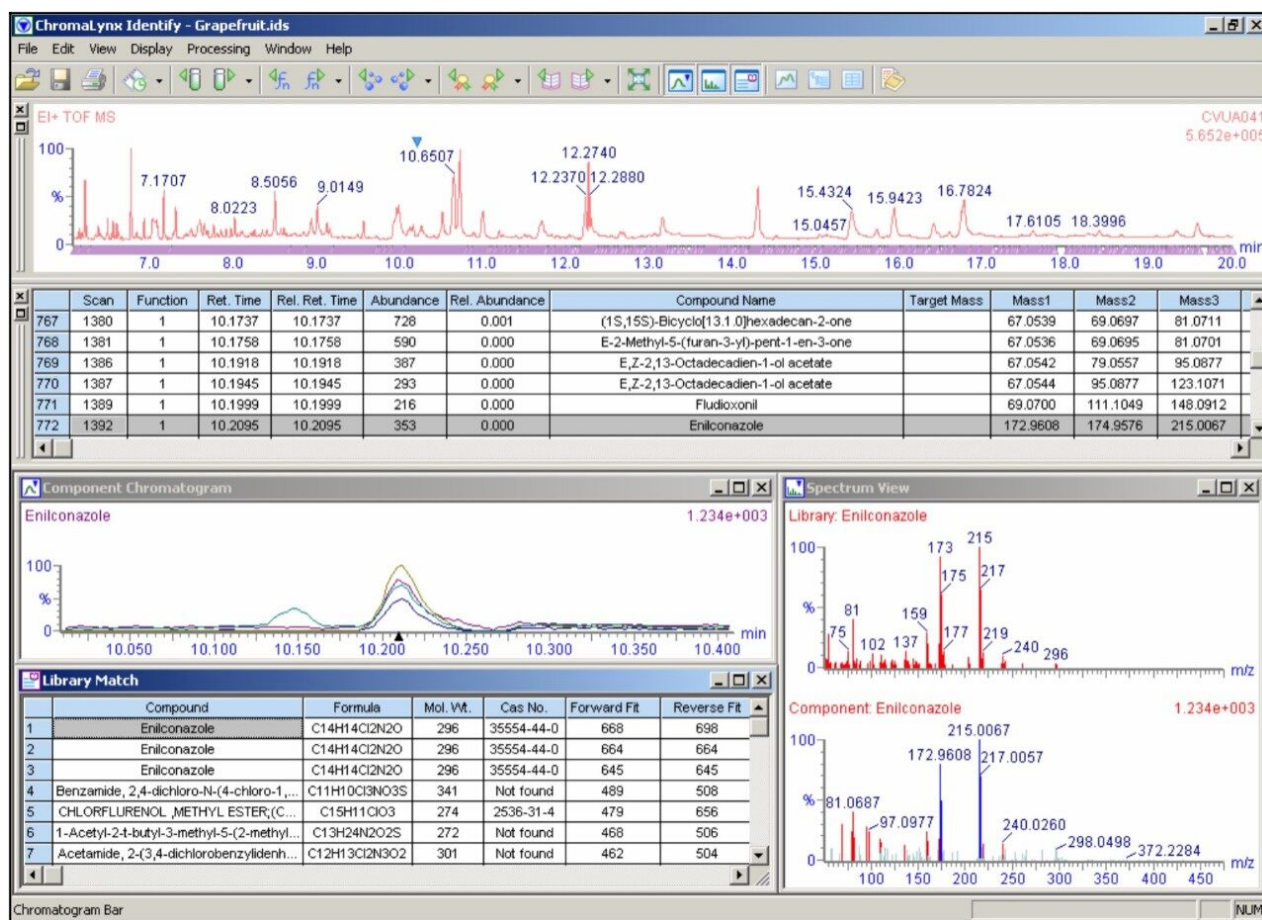 ChromaLynx Identify - Grapefruit.ids
File Edit View Display Processing Window Help
EI+ TOF MS
CVUA041
5.652e+005
100
%
0
7.1707
8.0223
8.5056
9.0149
10.6507
12.2370
12.2740
12.2880
15.0457
15.4324
15.9423
16.7824
17.6105
18.3996
min
7.0 8.0 9.0 10.0 11.0 12.0 13.0 14.0 15.0 16.0 17.0 18.0 19.0 20.0
Scan Function Ret. Time Rel. Ret. Time Abundance Rel. Abundance Compound Name Target Mass Mass1 Mass2 Mass3
767 1380 1 10.1737 10.1737 728 0.001 (1S,15S)-Bicyclo[13.1.0]hexadecan-2-one 67.0539 69.0697 81.0711
768 1381 1 10.1758 10.1758 590 0.000 E-2-Methyl-5-(furan-3-yl)-pent-1-en-3-one 67.0536 69.0695 81.0701
769 1386 1 10.1918 10.1918 387 0.000 E,Z-2,13-Octadecadien-1-ol acetate 67.0542 79.0557 95.0877
770 1387 1 10.1945 10.1945 293 0.000 E,Z-2,13-Octadecadien-1-ol acetate 67.0544 95.0877 123.1071
771 1389 1 10.1999 10.1999 216 0.000 Fludioxonil 69.0700 111.1049 148.0912
772 1392 1 10.2095 10.2095 353 0.000 Enilconazole 172.9608 174.9576 215.0067
Component Chromatogram
Enilconazole
1.234e+003
100
%
0
min
10.050 10.100 10.150 10.200 10.250 10.300 10.350 10.400
Library Match
Compound Formula Mol. Wt. Cas No. Forward Fit Reverse Fit
1 Enilconazole C14H14Cl2N2O 296 35554-44-0 668 698
2 Enilconazole C14H14Cl2N2O 296 35554-44-0 664 664
3 Enilconazole C14H14Cl2N2O 296 35554-44-0 645 645
4 Benzamide, 2,4-dichloro-N-(4-chloro-1,... C11H10Cl3NO3S 341 Not found 489 508
5 CHLORFLURENOL ,METHYL ESTER;(C... C15H11ClO3 274 2536-31-4 479 656
6 1-Acetyl-2-t-butyl-3-methyl-5-(2-methyl... C13H24N2O2S 272 Not found 468 506
7 Acetamide, 2-(3,4-dichlorobenzylidenh... C12H13Cl2N3O2 301 Not found 462 504
Spectrum View
Library: Enilconazole
100
%
0
75
81
102
137
159
173
175
177
215
217
219
240
296
m/z
Component: Enilconazole
1.234e+003
100
%
0
81.0687
97.0977
172.9608
215.0067
217.0057
240.0260
298.0498
372.2284
m/z
100 150 200 250 300 350 400 450
Chromatogram Bar
NUM